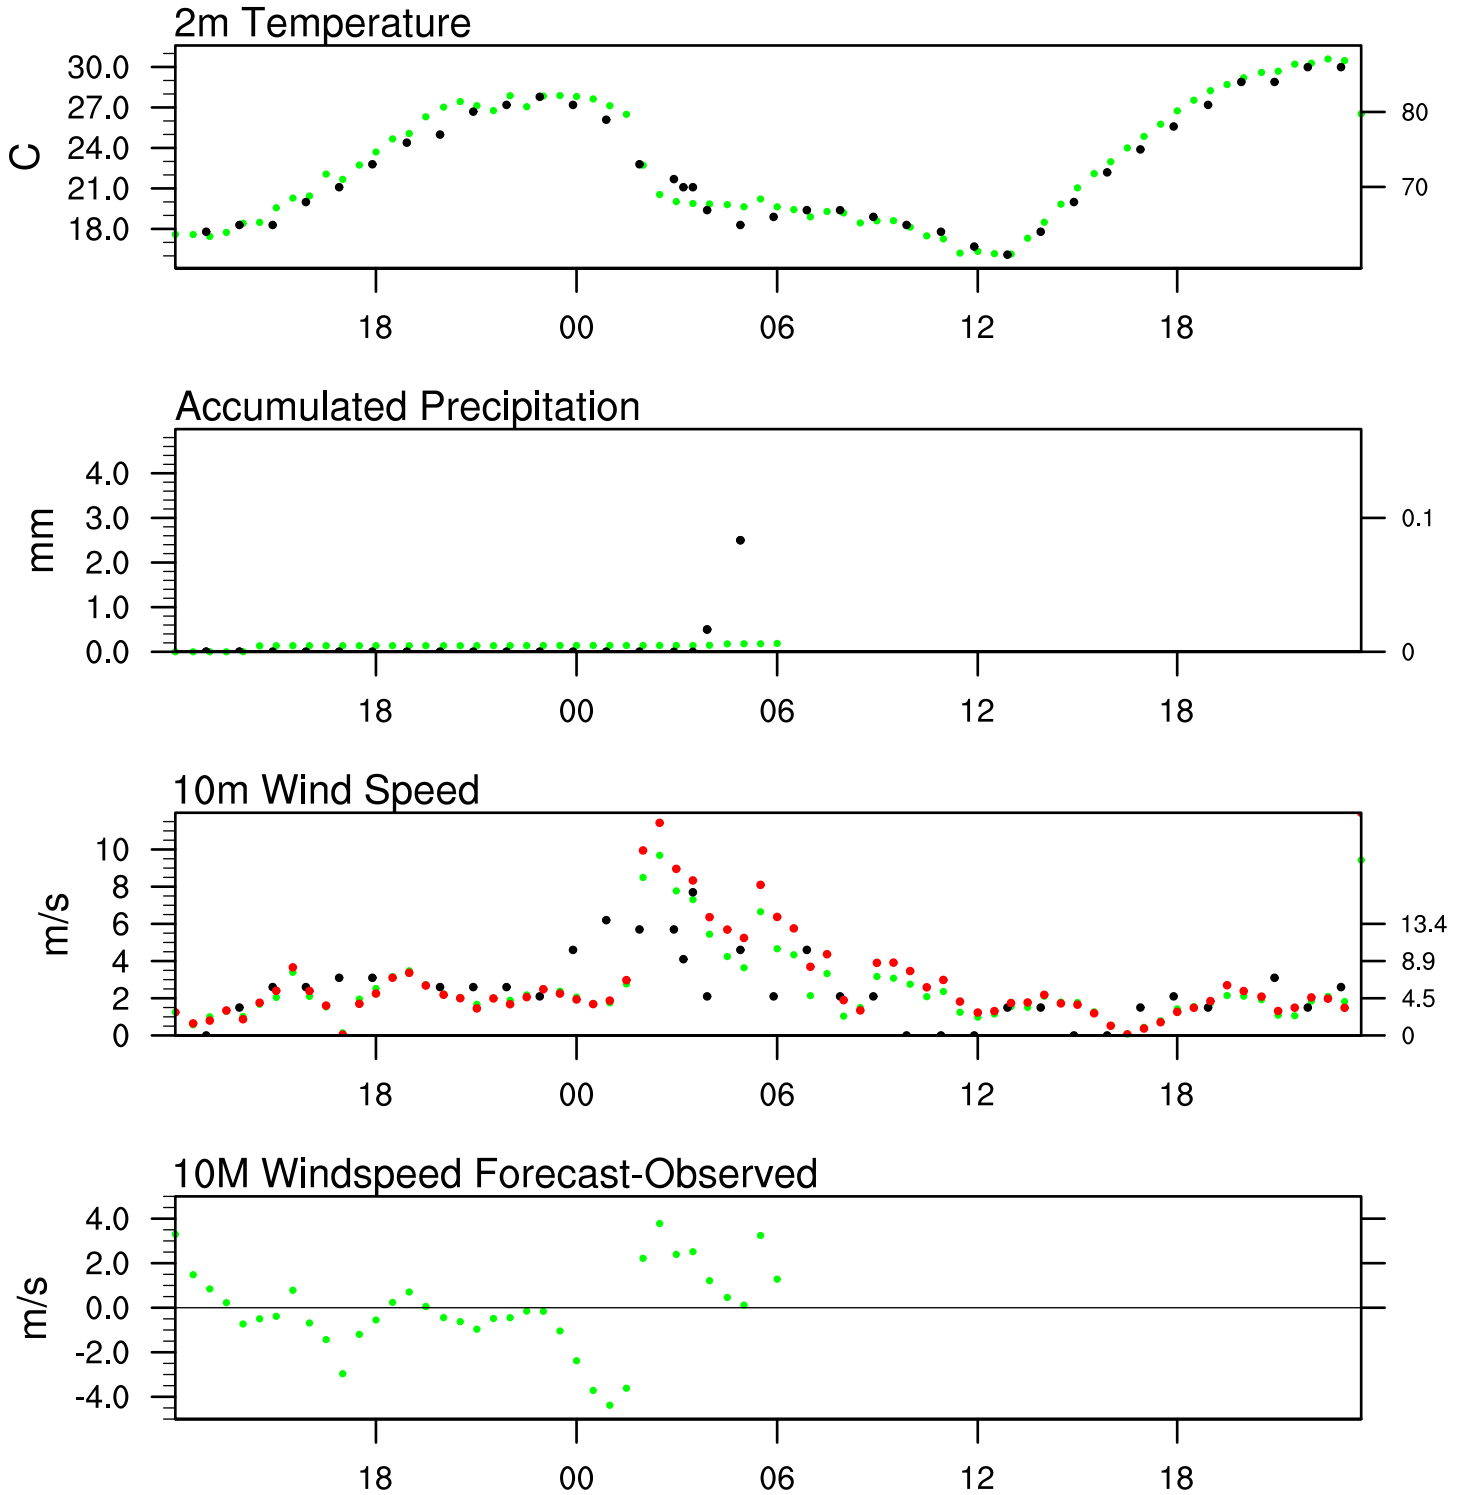 2m Temperature
30.0
27.0
24.0
21.0
18.0
C
80
70
18 00 06 12 18
Accumulated Precipitation
4.0
3.0
2.0
1.0
0.0
mm
0.1
0
18 00 06 12 18
10m Wind Speed
10
8
6
4
2
0
m/s
13.4
8.9
4.5
0
18 00 06 12 18
10M Windspeed Forecast-Observed
4.0
2.0
0.0
-2.0
-4.0
m/s
18 00 06 12 18